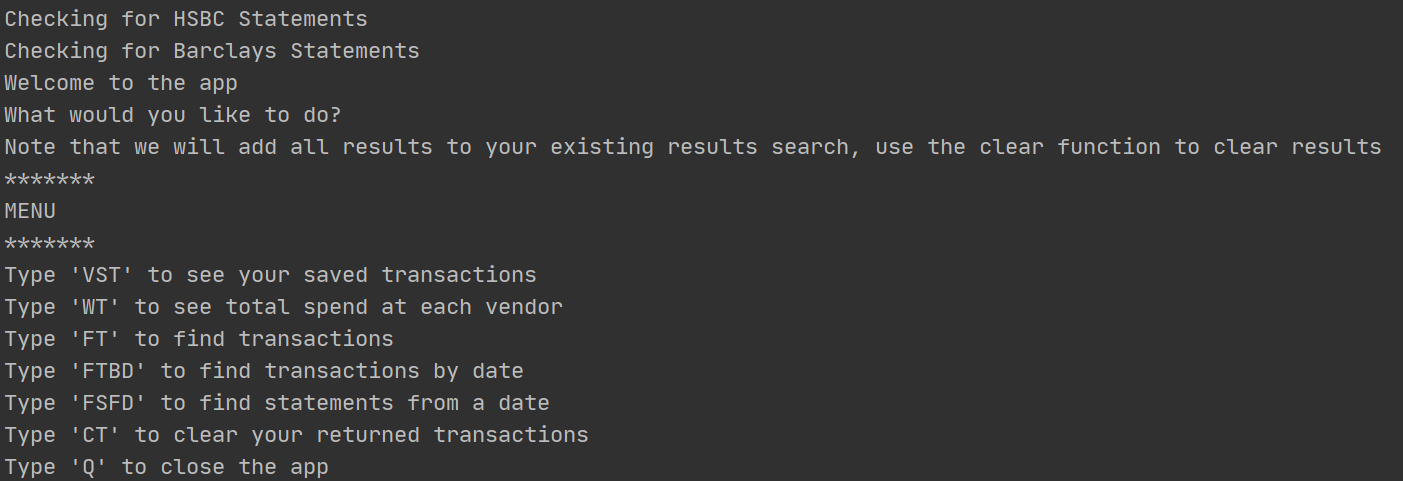 Checking for HSBC Statements
Checking for Barclays Statements
Welcome to the app
What would you like to do?
Note that we will add all results to your existing results search, use the clear function to clear results
*******
MENU
*******
Type 'VST' to see your saved transactions
Type 'WT' to see total spend at each vendor
Type 'FT' to find transactions
Type 'FTBD' to find transactions by date
Type 'FSFD' to find statements from a date
Type 'CT' to clear your returned transactions
Type 'Q' to close the app